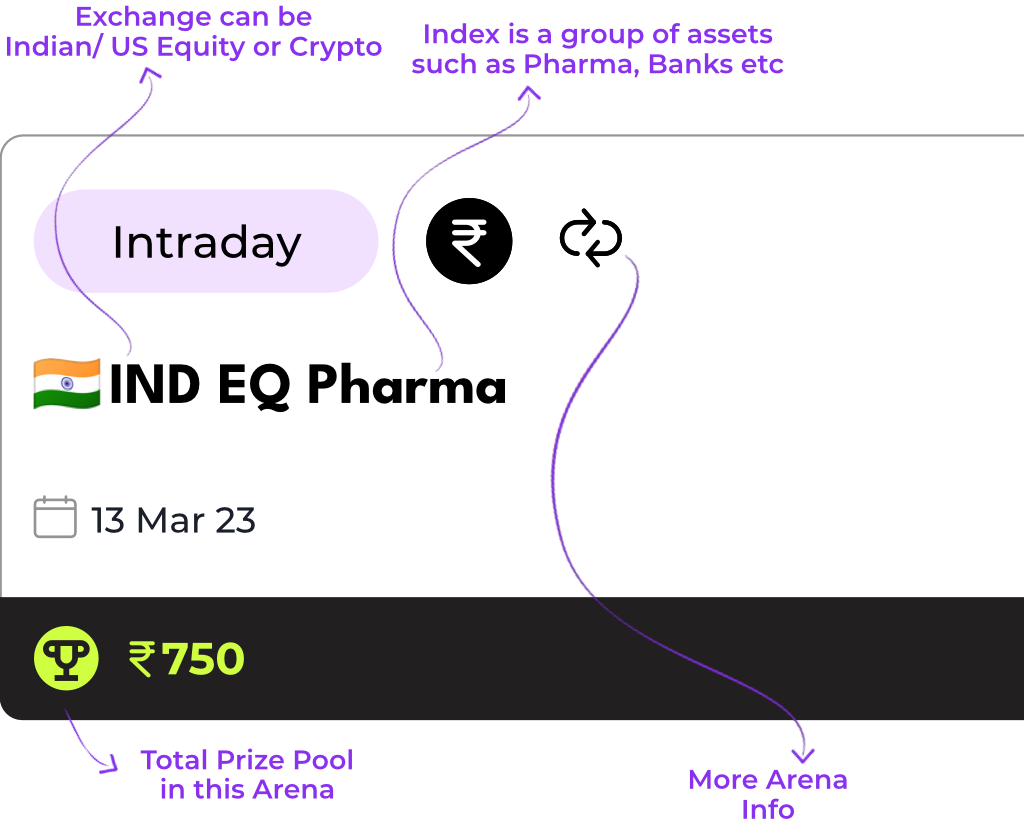 Exchange can be
Indian/ US Equity or Crypto
Index is a group of assets
such as Pharma, Banks etc
Intraday
₹
IND EQ Pharma
13 Mar 23
₹750
Total Prize Pool
in this Arena
More Arena
Info